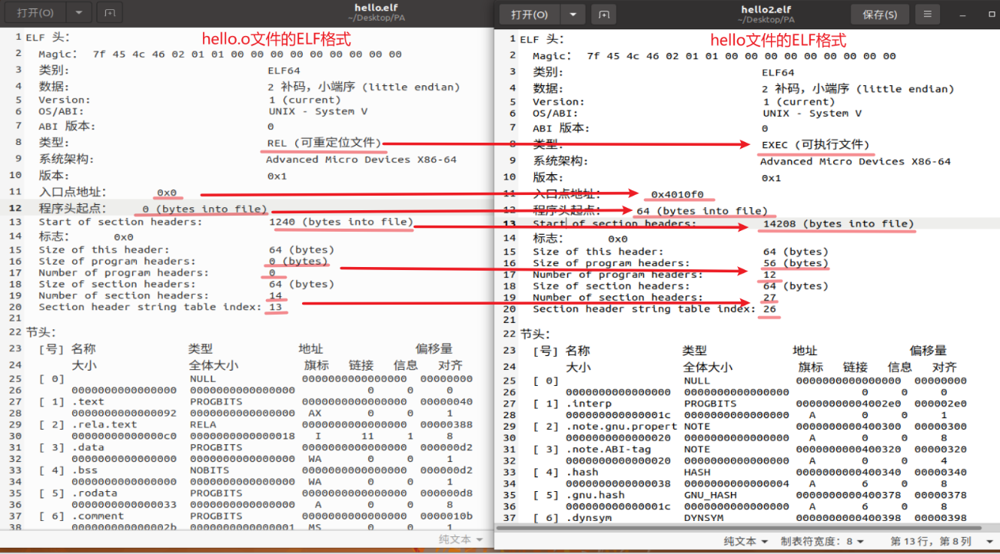 打开(O)
hello.elf
~/Desktop/PA
hello.o文件的ELF格式
1 ELF 头：
2 Magic： 7f 45 4c 46 02 01 01 00 00 00 00 00 00 00 00 00
3 类别: ELF64
4 数据: 2 补码，小端序 (little endian)
5 Version: 1 (current)
6 OS/ABI: UNIX - System V
7 ABI 版本: 0
8 类型: REL (可重定位文件)
9 系统架构: Advanced Micro Devices X86-64
10 版本: 0x1
11 入口点地址： 0x0
12 程序头起点： 0 (bytes into file)
13 Start of section headers: 1240 (bytes into file)
14 标志： 0x0
15 Size of this header: 64 (bytes)
16 Size of program headers: 0 (bytes)
17 Number of program headers: 0
18 Size of section headers: 64 (bytes)
19 Number of section headers: 14
20 Section header string table index: 13
21
22 节头：
23 [号] 名称 类型 地址 偏移量
24 大小 全体大小 旗标 链接 信息 对齐
25 [ 0] NULL 0000000000000000 00000000
26 0000000000000000 0000000000000000 0 0 0
27 [ 1] .text PROGBITS 0000000000000000 00000040
28 0000000000000092 0000000000000000 AX 0 0 1
29 [ 2] .rela.text RELA 0000000000000000 00000388
30 00000000000000c0 0000000000000018 I 11 1 8
31 [ 3] .data PROGBITS 0000000000000000 000000d2
32 0000000000000000 0000000000000000 WA 0 0 1
33 [ 4] .bss NOBITS 0000000000000000 000000d2
34 0000000000000000 0000000000000000 WA 0 0 1
35 [ 5] .rodata PROGBITS 0000000000000000 000000d8
36 0000000000000033 0000000000000000 A 0 0 8
37 [ 6] .comment PROGBITS 0000000000000000 0000010b
38 000000000000002b 0000000000000001 MS 0 0 1
纯文本
打开(O)
hello2.elf
~/Desktop/PA
保存(S)
hello文件的ELF格式
1 ELF 头：
2 Magic： 7f 45 4c 46 02 01 01 00 00 00 00 00 00 00 00 00
3 类别: ELF64
4 数据: 2 补码，小端序 (little endian)
5 Version: 1 (current)
6 OS/ABI: UNIX - System V
7 ABI 版本: 0
8 类型: EXEC (可执行文件)
9 系统架构: Advanced Micro Devices X86-64
10 版本: 0x1
11 入口点地址： 0x4010f0
12 程序头起点： 64 (bytes into file)
13 Start of section headers: 14208 (bytes into file)
14 标志： 0x0
15 Size of this header: 64 (bytes)
16 Size of program headers: 56 (bytes)
17 Number of program headers: 12
18 Size of section headers: 64 (bytes)
19 Number of section headers: 27
20 Section header string table index: 26
21
22 节头：
23 [号] 名称 类型 地址 偏移量
24 大小 全体大小 旗标 链接 信息 对齐
25 [ 0] NULL 0000000000000000 00000000
26 0000000000000000 0000000000000000 0 0 0
27 [ 1] .interp PROGBITS 00000000004002e0 000002e0
28 000000000000001c 0000000000000000 A 0 0 1
29 [ 2] .note.gnu.propert NOTE 0000000000400300 00000300
30 0000000000000020 0000000000000000 A 0 0 8
31 [ 3] .note.ABI-tag NOTE 0000000000400320 00000320
32 0000000000000020 0000000000000000 A 0 0 4
33 [ 4] .hash HASH 0000000000400340 00000340
34 0000000000000038 0000000000000004 A 6 0 8
35 [ 5] .gnu.hash GNU_HASH 0000000000400378 00000378
36 000000000000001c 0000000000000000 A 6 0 8
37 [ 6] .dynsym DYNSYM 0000000000400398 00000398
纯文本 制表符宽度：8 第 13 行，第 8 列